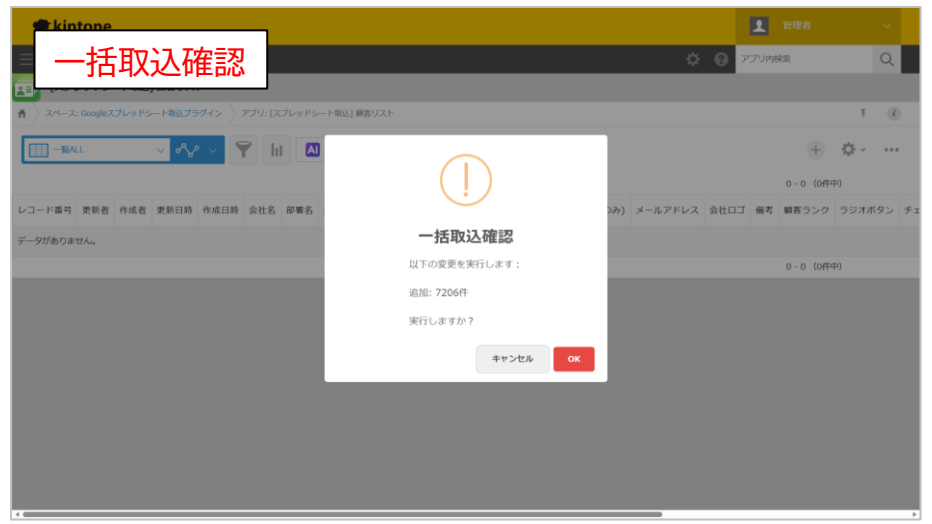 kintone
管理者
一括取込確認
アプリ内検索
スペース: Googleスプレッドシート取込プラグイン
アプリ: [スプレッドシート取込] 顧客リスト
一覧ALL
AI
0 - 0 (0件中)
レコード番号 更新者 作成者 更新日時 作成日時 会社名 部署名
メールアドレス 会社ロゴ 備考 顧客ランク ラジオボタン チェ
データがありません。
0 - 0 (0件中)
一括取込確認
以下の変更を実行します:
追加: 7206件
実行しますか?
キャンセル
OK